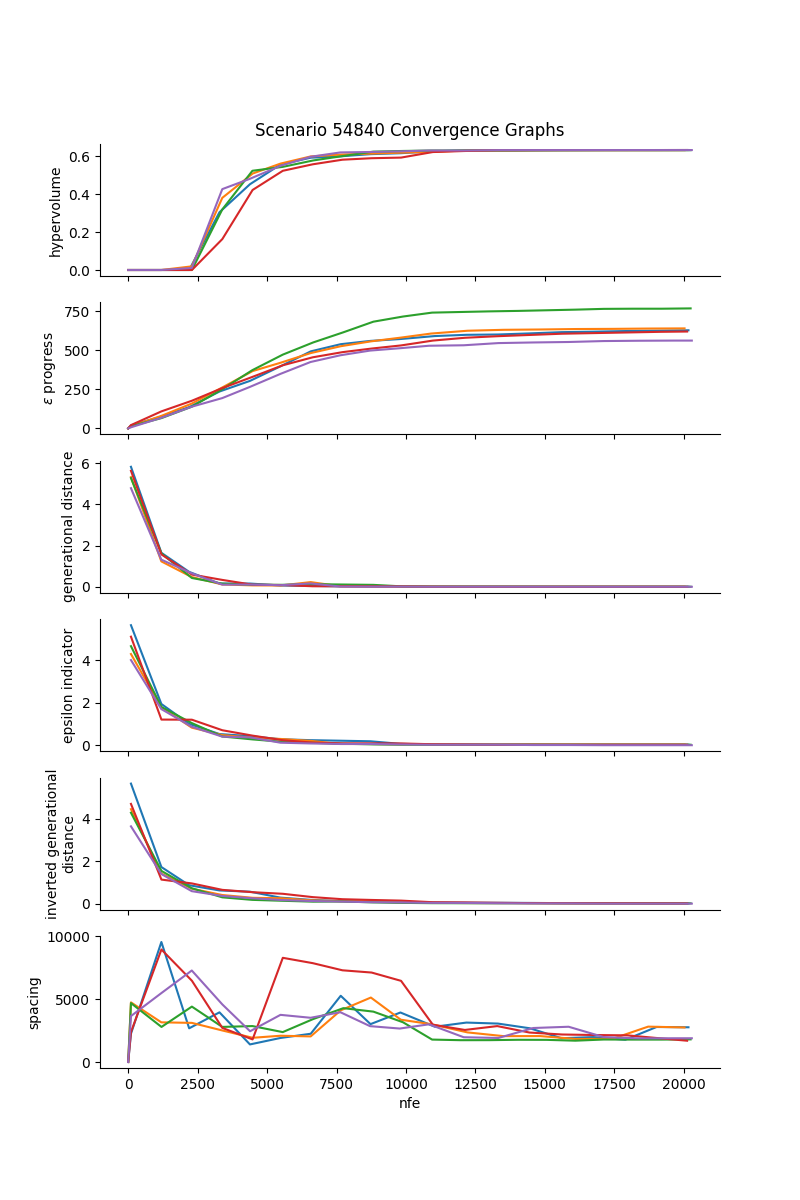 Scenario 54840 Convergence Graphs
0.6
0.4
0.2
0.0
hypervolume
750
500
250
0
ε progress
6
4
2
0
generational distance
4
2
0
epsilon indicator
4
2
0
inverted generational
distance
10000
5000
0
spacing
0 2500 5000 7500 10000 12500 15000 17500 20000
nfe